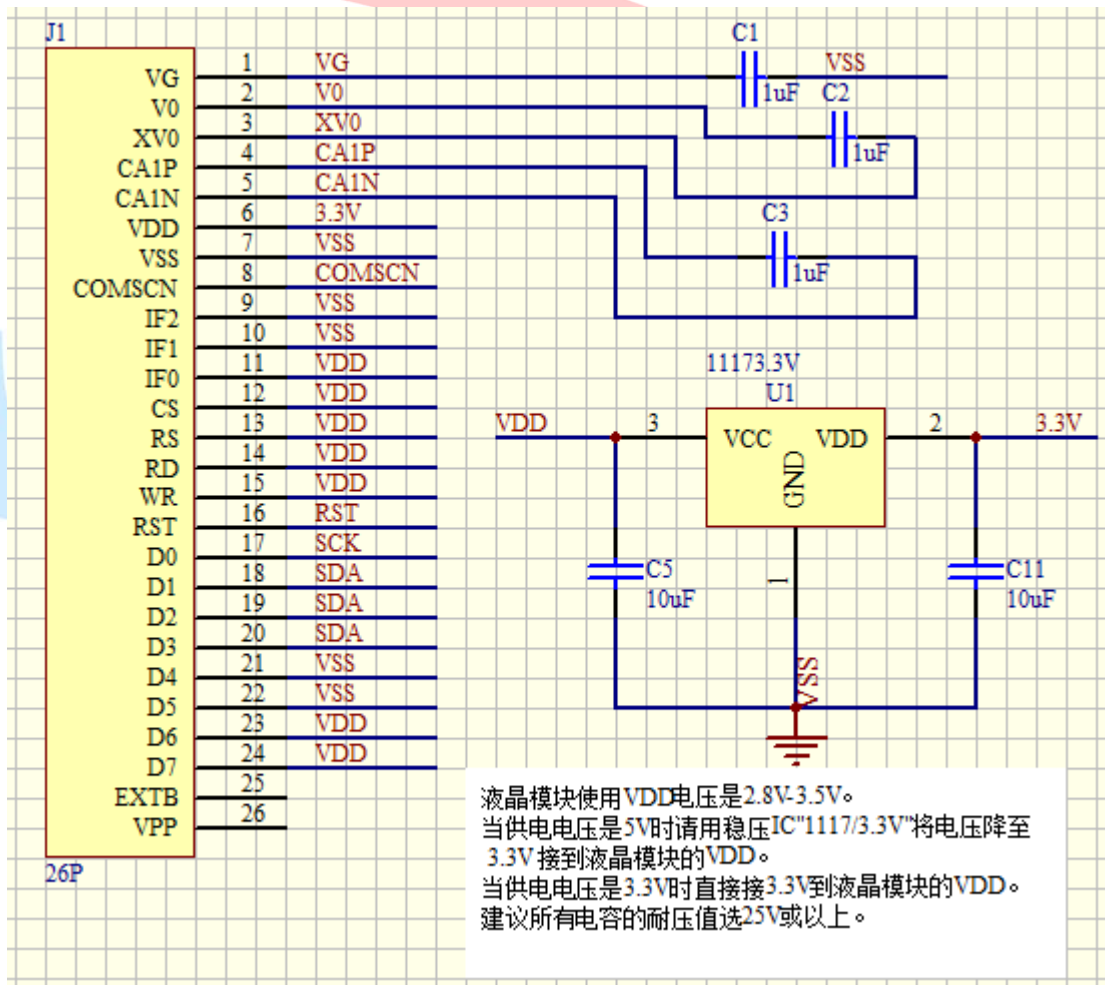 J1
VG 1 VG
V0 2 V0
XV0 3 XV0
CA1P 4 CA1P
CA1N 5 CA1N
VDD 6 3.3V
VSS 7 VSS
COMSCN 8 COMSCN
IF2 9 VSS
IF1 10 VSS
IF0 11 VDD
CS 12 VDD
RS 13 VDD
RD 14 VDD
WR 15 VDD
RST 16 RST
D0 17 SCK
D1 18 SDA
D2 19 SDA
D3 20 SDA
D4 21 VSS
D5 22 VSS
D6 23 VDD
D7 24 VDD
EXTB 25
VPP 26
26P
C1
1uF
VSS
C2
1uF
C3
1uF
11173.3V
U1
VDD 3 VCC VDD 2 3.3V
GND
1
C5
10uF
C11
10uF
VSS
液晶模块使用VDD电压是2.8V-3.5V。
当供电电压是5V时请用稳压IC"1117/3.3V"将电压降至
3.3V接到液晶模块的VDD。
当供电电压是3.3V时直接接3.3V到液晶模块的VDD。
建议所有电容的耐压值选25V或以上。